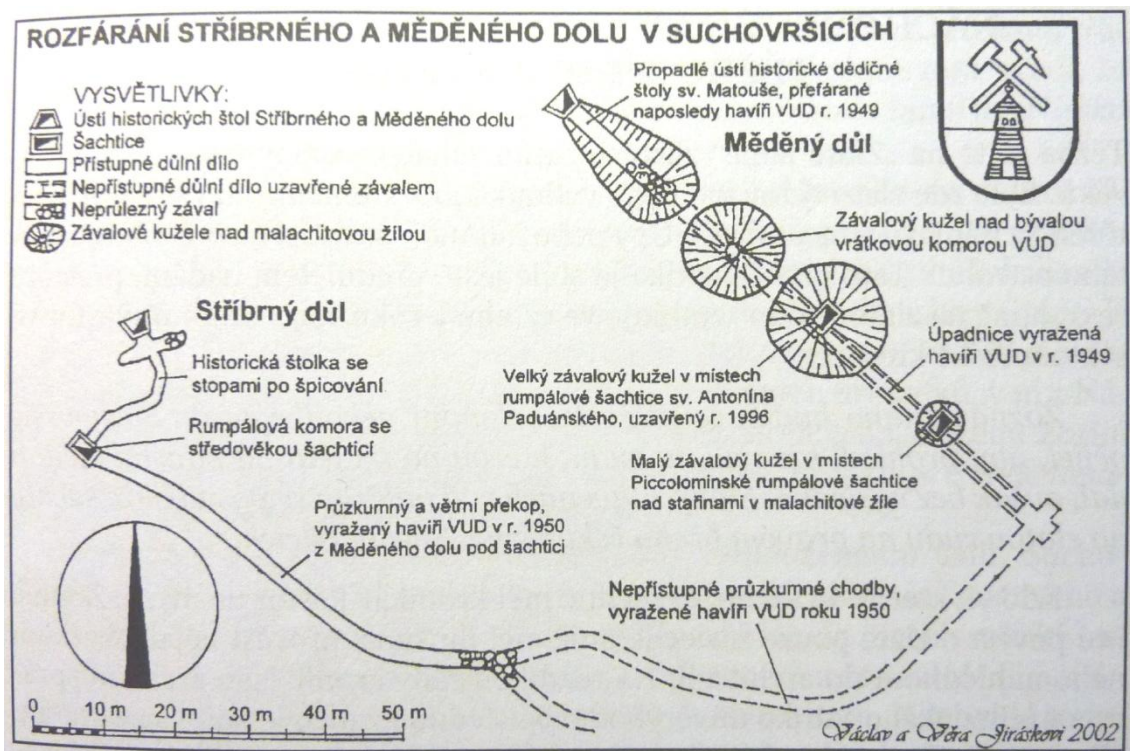 ROZFÁRÁNÍ STŘÍBRNÉHO A MĚDĚNÉHO DOLU V SUCHOVRŠICÍCH
VYSVĚTLIVKY:
Ústí historických štol Stříbrného a Měděného dolu
Šachtice
Přístupné důlní dílo
Nepřístupné důlní dílo uzavřené závalem
Neprůlezný zával
Závalové kužele nad malachitovou žilou
Propadlé ústí historické dědičné
štoly sv. Matouše, přefárané
naposledy havíři VUD r. 1949
Měděný důl
Závalový kužel nad bývalou
vrátkovou komorou VUD
Stříbrný důl
Historická štolka se
stopami po špicování
Rumpálová komora se
středověkou šachticí
Úpadnice vyražená
havíři VUD v r. 1949
Velký závalový kužel v místech
rumpálové šachtice sv. Antonína
Paduánského, uzavřený r. 1996
Malý závalový kužel v místech
Piccolominské rumpálové šachtice
nad stařinami v malachitové žíle
Průzkumný a větrní překop,
vyražený havíři VUD v r. 1950
z Měděného dolu pod šachtici
Nepřístupné průzkumné chodby,
vyražené havíři VUD roku 1950
0 10 m 20 m 30 m 40 m 50 m
Václav a Věra Jiráskovi 2002